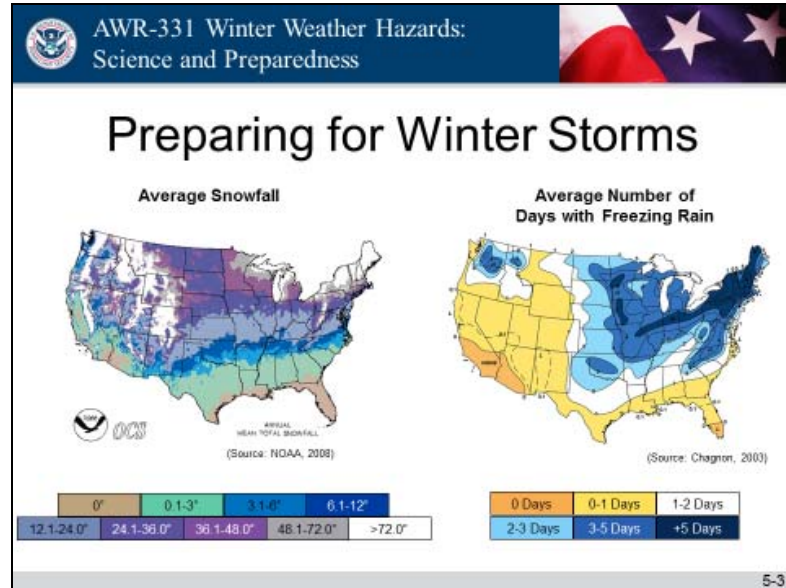 AWR-331 Winter Weather Hazards:
Science and Preparedness
Preparing for Winter Storms
Average Snowfall
NOAA
OCS
ANNUAL
MEAN TOTAL SNOWFALL
(Source: NOAA, 2008)
0" 0.1-3" 3.1-6" 6.1-12"
12.1-24.0" 24.1-36.0" 36.1-48.0" 48.1-72.0" >72.0"
Average Number of
Days with Freezing Rain
(Source: Chagnon, 2003)
0 Days 0-1 Days 1-2 Days
2-3 Days 3-5 Days +5 Days
5-3